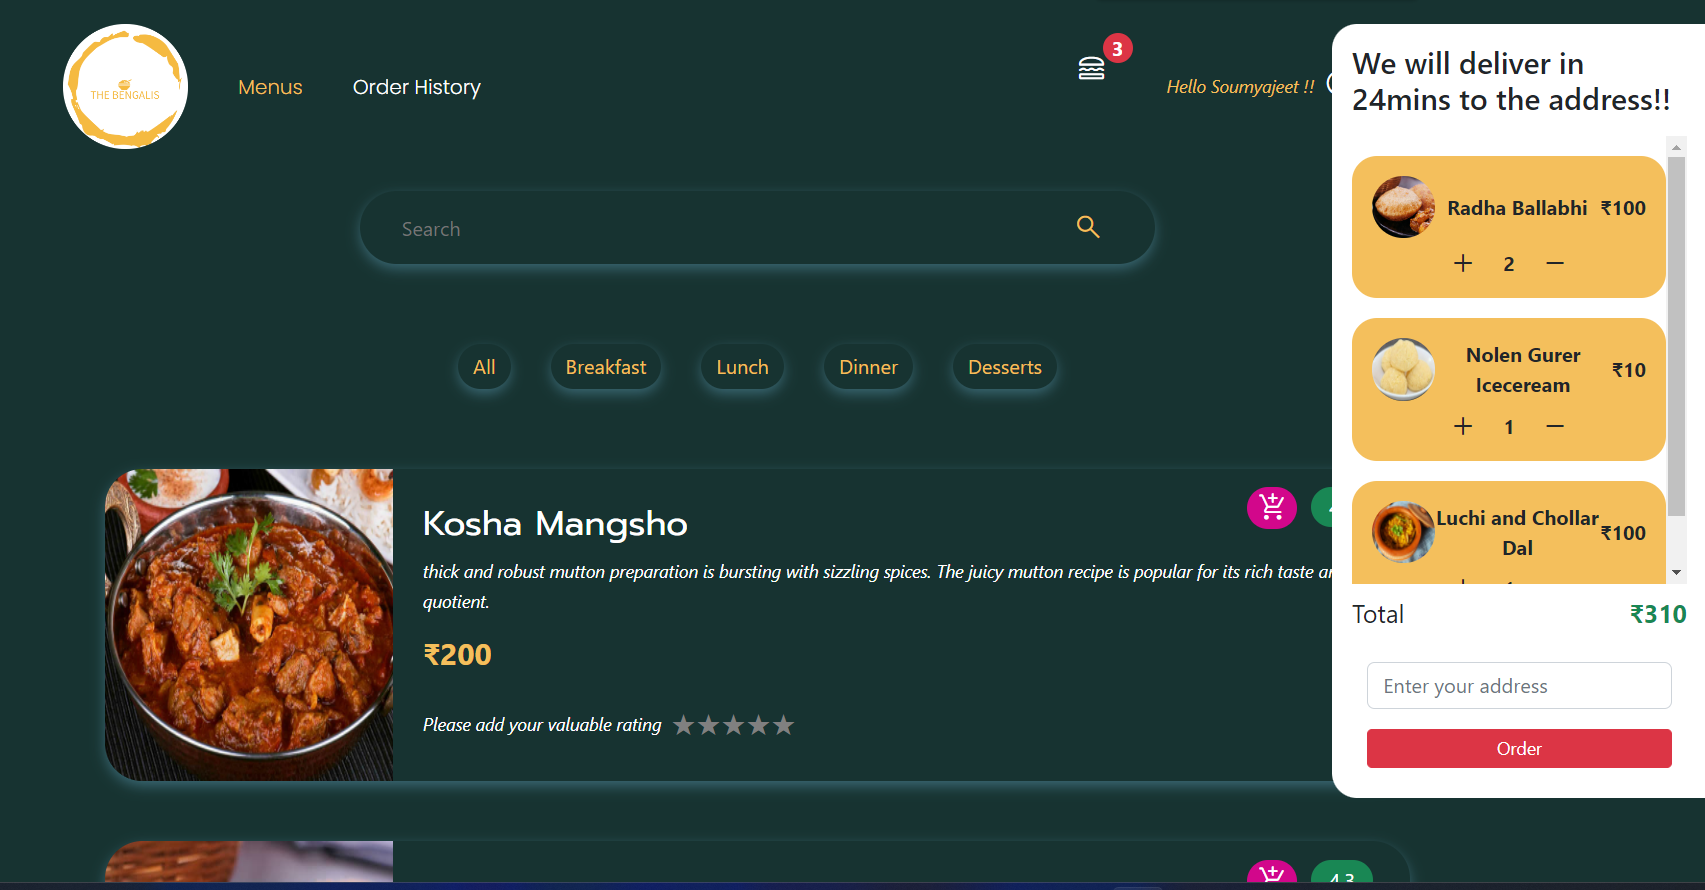 THE BENGALIS
Menus
Order History
3
Hello Soumyajeet !!
Search
All
Breakfast
Lunch
Dinner
Desserts
Kosha Mangsho
thick and robust mutton preparation is bursting with sizzling spices. The juicy mutton recipe is popular for its rich taste
quotient.
₹200
Please add your valuable rating
4.3
We will deliver in
24mins to the address!!
Radha Ballabhi ₹100
2
Nolen Gurer
Iceceream
₹10
1
Luchi and Chollar
Dal
₹100
Total ₹310
Enter your address
Order